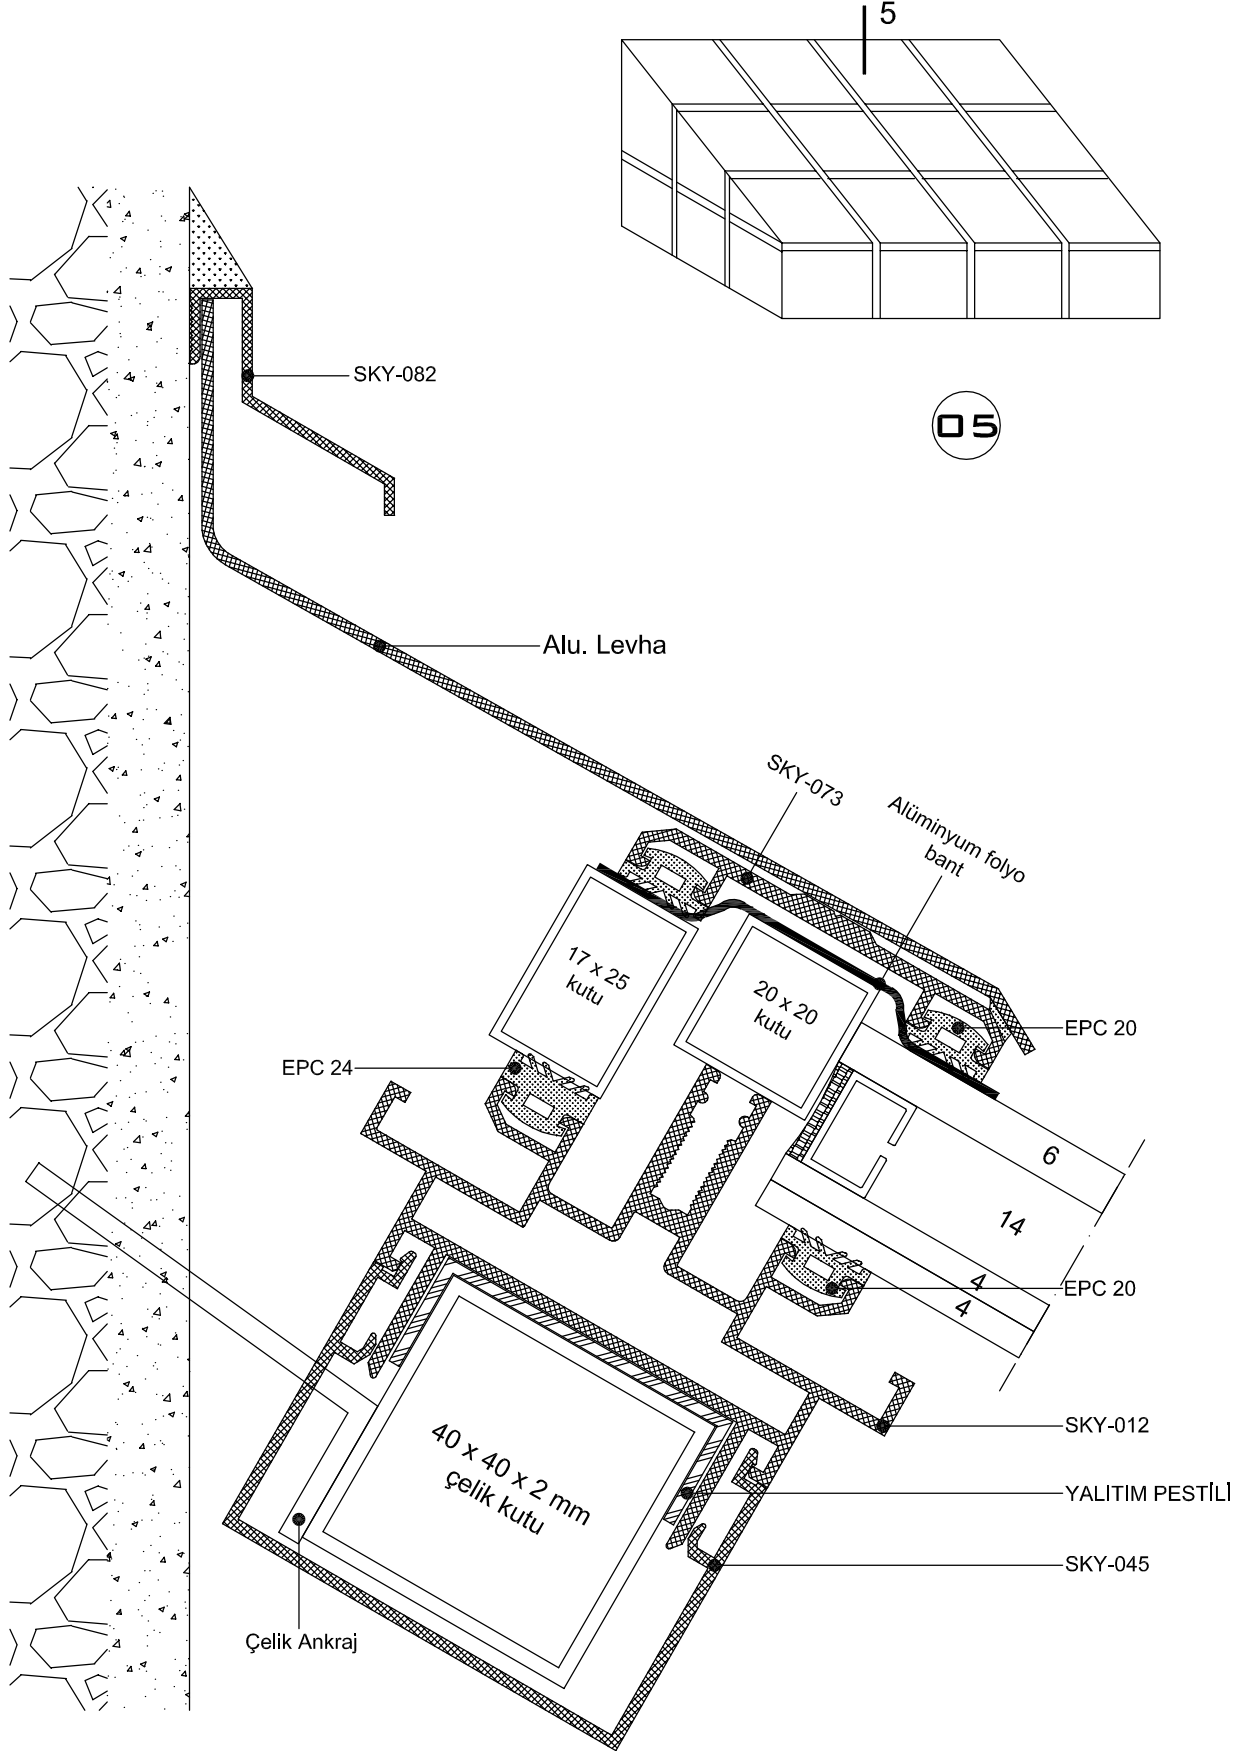 5
SKY-082
05
Alu. Levha
SKY-073
Alüminyum folyo
bant
17 x 25
kutu
20 x 20
kutu
EPC 20
EPC 24
6
14
4
4
EPC 20
SKY-012
40 x 40 x 2 mm
çelik kutu
YALITIM PESTİLİ
SKY-045
Çelik Ankraj